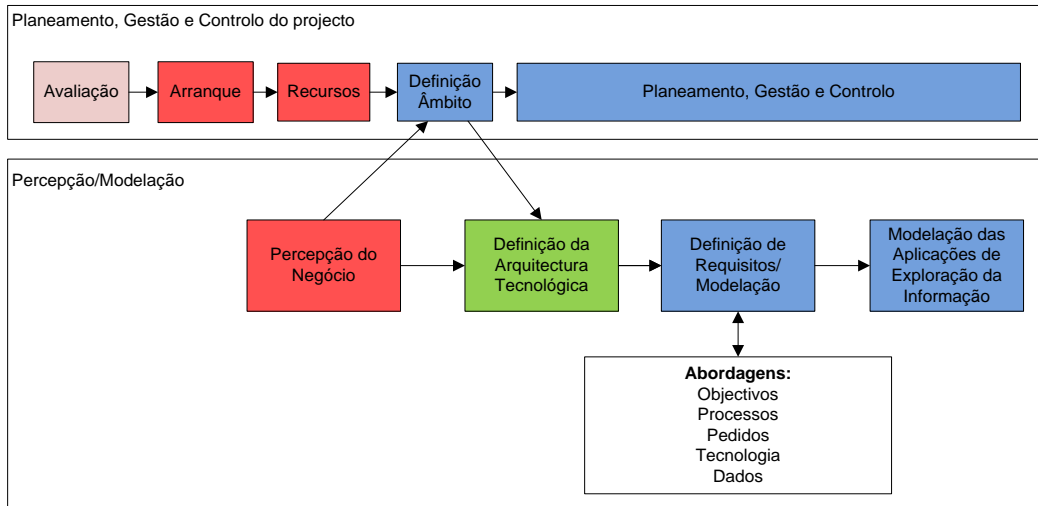 Planeamento, Gestão e Controlo do projecto
Avaliação
Arranque
Recursos
Definição
Âmbito
Planeamento, Gestão e Controlo
Percepção/Modelação
Percepção do
Negócio
Definição da
Arquitectura
Tecnológica
Definição de
Requisitos/
Modelação
Modelação das
Aplicações de
Exploração da
Informação
Abordagens:
Objectivos
Processos
Pedidos
Tecnologia
Dados